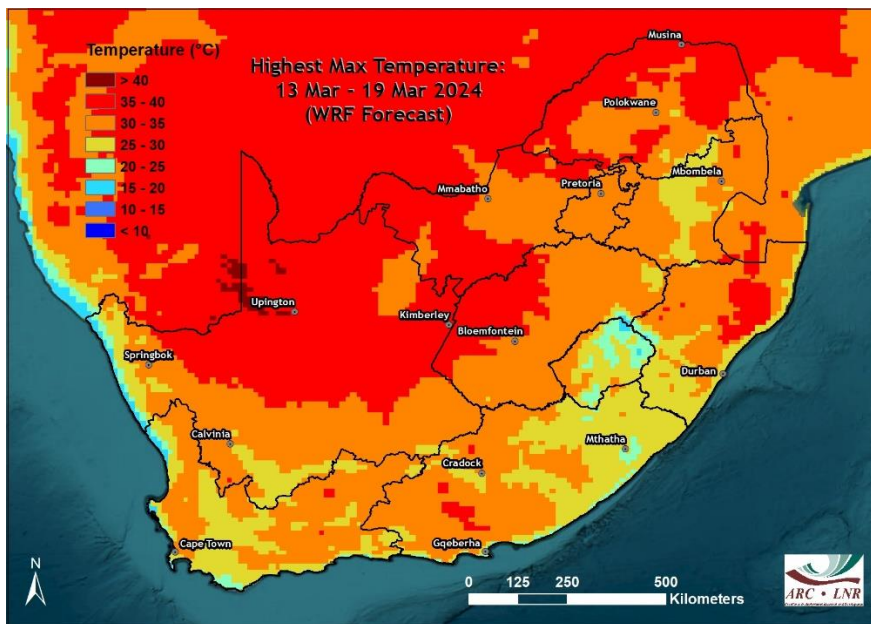 Temperature (°C)
> 40
35 - 40
30 - 35
25 - 30
20 - 25
15 - 20
10 - 15
< 10
Highest Max Temperature:
13 Mar - 19 Mar 2024
(WRF Forecast)
Musina
Polokwane
Mbombela
Pretoria
Mmabatho
Upington
Kimberley
Bloemfontein
Springbok
Durban
Calvinia
Mthatha
Cradock
Cape Town
Gqeberha
N
0 125 250 500
Kilometers
ARC • LNR